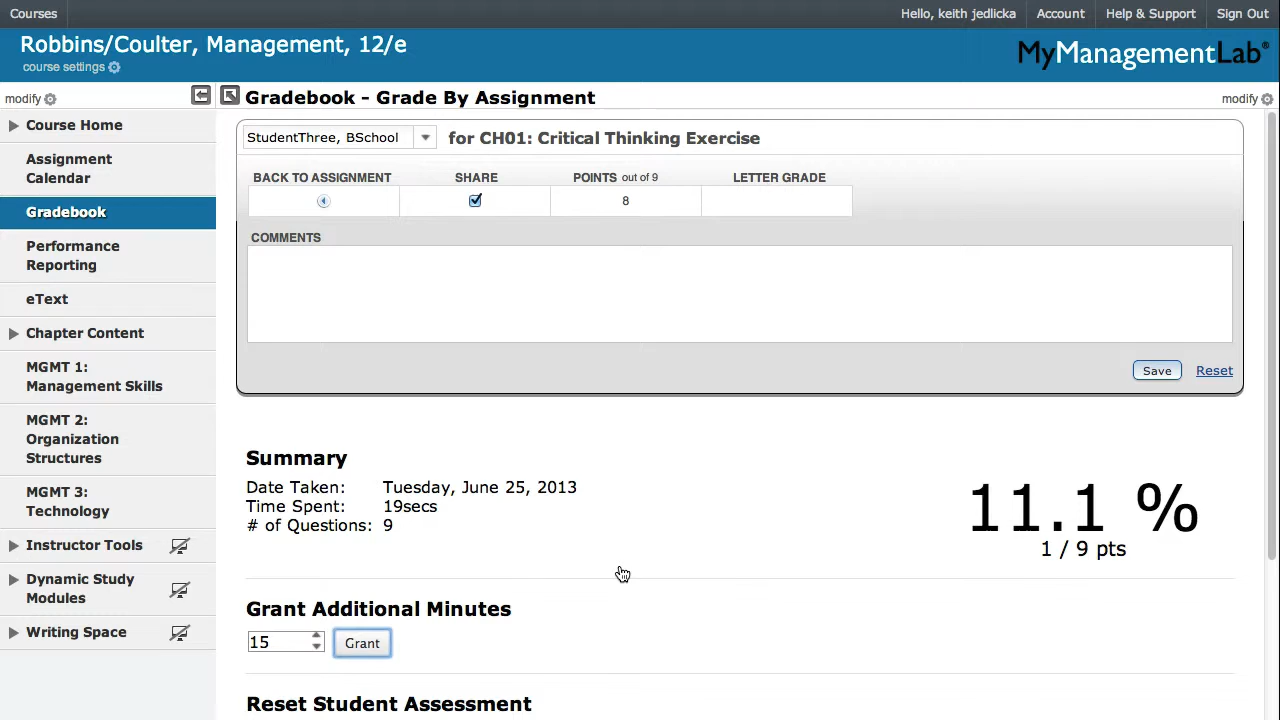 Courses
Hello, keith jedlicka
Account
Help & Support
Sign Out
Robbins/Coulter, Management, 12/e
course settings
MyManagementLab®
modify
Gradebook - Grade By Assignment
modify
Course Home
Assignment
Calendar
Gradebook
Performance
Reporting
eText
Chapter Content
MGMT 1:
Management Skills
MGMT 2:
Organization
Structures
MGMT 3:
Technology
Instructor Tools
Dynamic Study
Modules
Writing Space
StudentThree, BSchool for CH01: Critical Thinking Exercise
BACK TO ASSIGNMENT SHARE POINTS out of 9 LETTER GRADE
8
COMMENTS
Save Reset
Summary
Date Taken: Tuesday, June 25, 2013
Time Spent: 19secs
# of Questions: 9
11.1 %
1 / 9 pts
Grant Additional Minutes
15 Grant
Reset Student Assessment